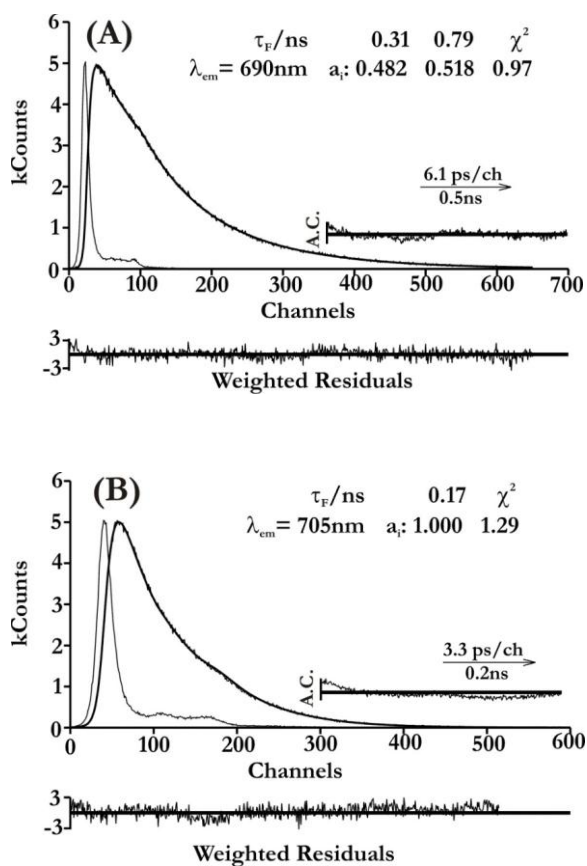 (A)
τF/ns 0.31 0.79 χ²
λem= 690nm ai: 0.482 0.518 0.97
6
5
4
3
2
1
0
kCounts
6.1 ps/ch
0.5ns
A.C.
0 100 200 300 400 500 600 700
Channels
3
-3
Weighted Residuals
(B)
τF/ns 0.17 χ²
λem= 705nm ai: 1.000 1.29
6
5
4
3
2
1
0
kCounts
3.3 ps/ch
0.2ns
A.C.
0 100 200 300 400 500 600
Channels
3
-3
Weighted Residuals